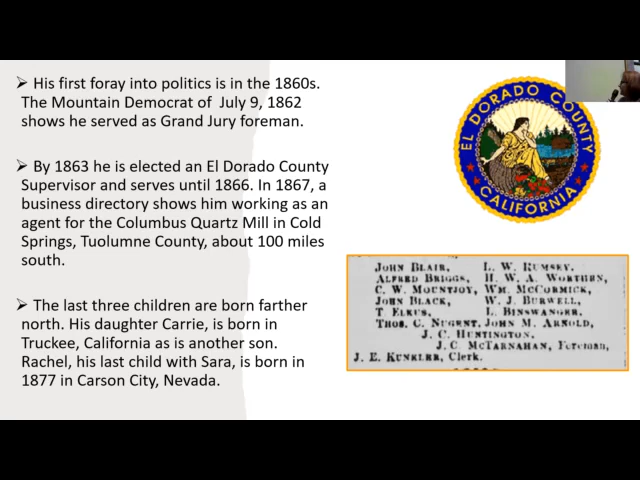 ➢ His first foray into politics is in the 1860s.
The Mountain Democrat of July 9, 1862
shows he served as Grand Jury foreman.
➢ By 1863 he is elected an El Dorado County
Supervisor and serves until 1866. In 1867, a
business directory shows him working as an
agent for the Columbus Quartz Mill in Cold
Springs, Tuolumne County, about 100 miles
south.
➢ The last three children are born farther
north. His daughter Carrie, is born in
Truckee, California as is another son.
Rachel, his last child with Sara, is born in
1877 in Carson City, Nevada.
EL DORADO COUNTY
CALIFORNIA
JOHN BLAIR, L. W. RUMSEY,
ALFRED BRIGGS, H. W. A. WORTHEN,
C. W. MOUNTJOY, WM. MCCORMICK,
JOHN BLACK, W. J. BURWELL,
T ELKUS, L. BINSWANGER,
THOS. C. NUGENT, JOHN M. ARNOLD,
J. C. HUNTINGTON,
J. C. MCTARNAHAN, Foreman,
J. E. KUNKLER, Clerk.